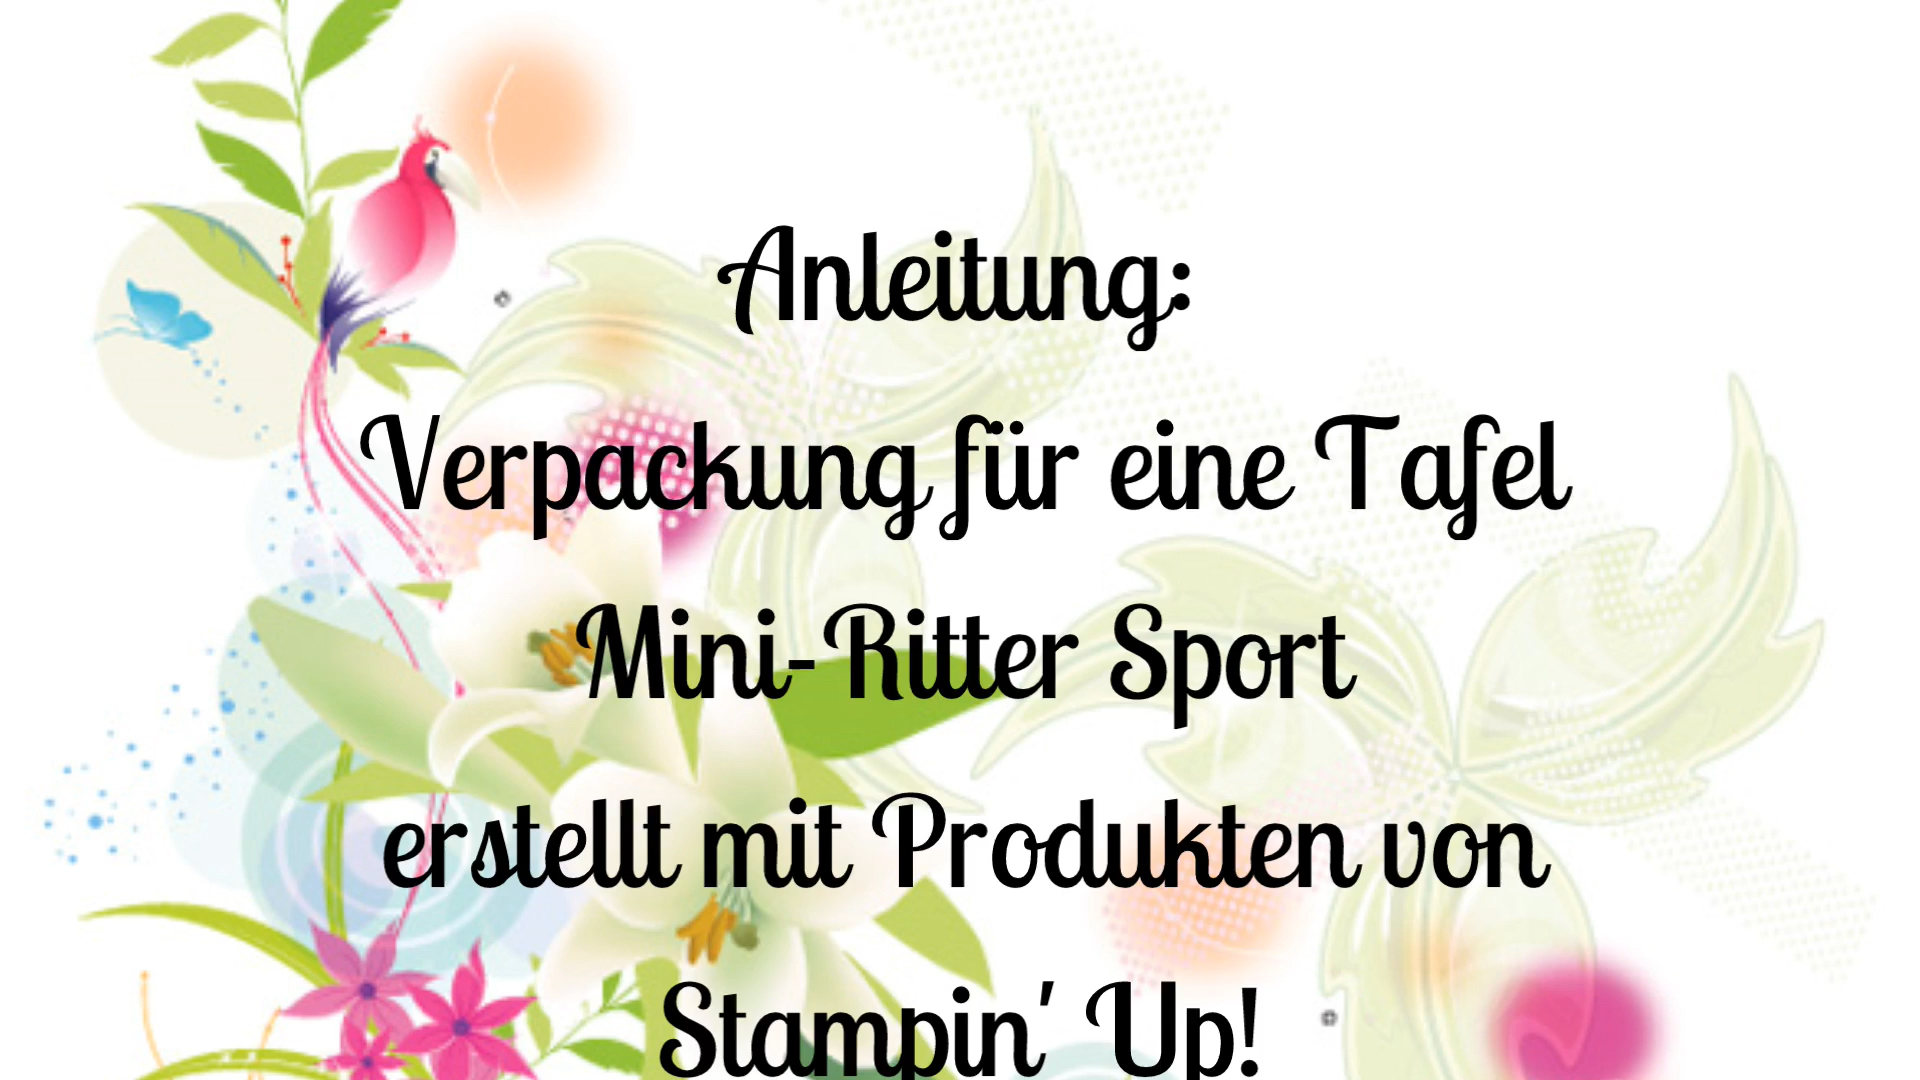 Anleitung:
Verpackung für eine Tafel
Mini-Ritter Sport
erstellt mit Produkten von
Stampin' Up!